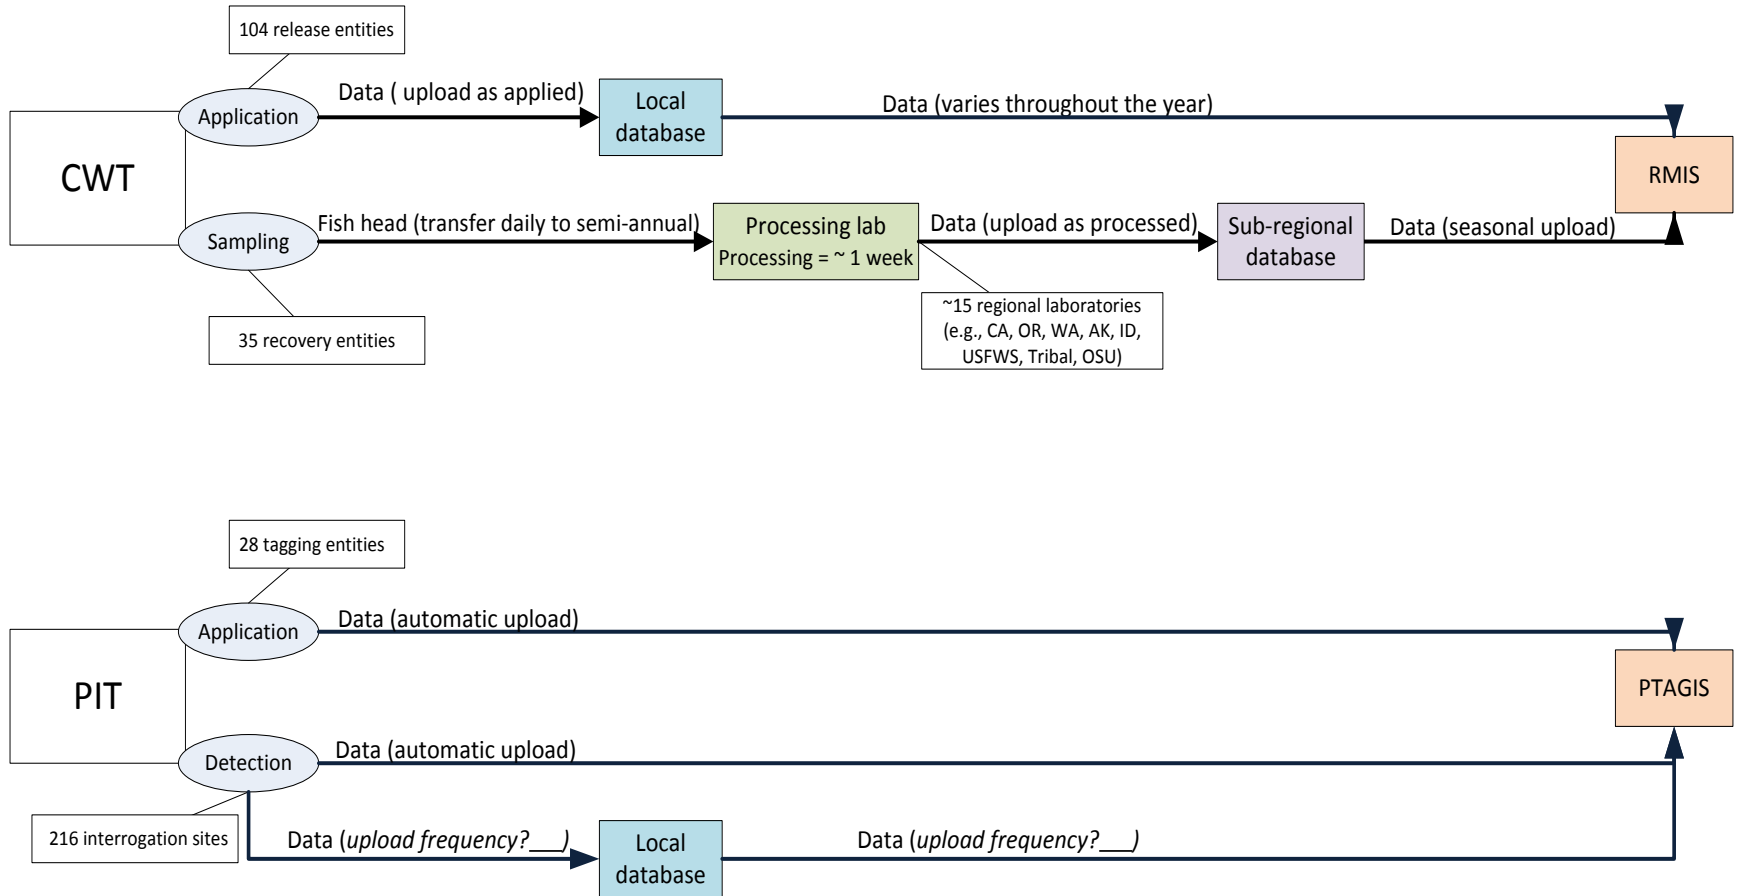 104 release entities
Data ( upload as applied)
Application
Local
database
Data (varies throughout the year)
CWT
RMIS
Fish head (transfer daily to semi-annual)
Sampling
Processing lab
Processing = ~ 1 week
Data (upload as processed)
Sub-regional
database
Data (seasonal upload)
~15 regional laboratories
(e.g., CA, OR, WA, AK, ID,
USFWS, Tribal, OSU)
35 recovery entities
28 tagging entities
Data (automatic upload)
Application
PIT
PTAGIS
Data (automatic upload)
Detection
216 interrogation sites
Data (upload frequency?___)
Local
database
Data (upload frequency?___)